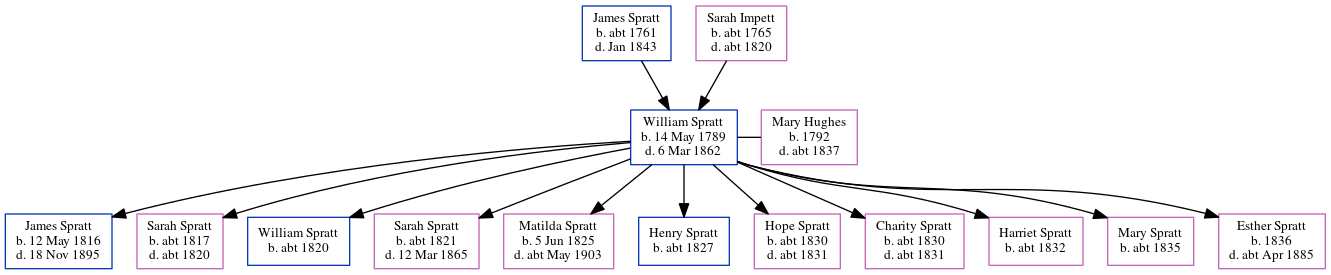 James Spratt
b. abt 1761
d. Jan 1843
Sarah Impett
b. abt 1765
d. abt 1820
William Spratt
b. 14 May 1789
d. 6 Mar 1862
Mary Hughes
b. 1792
d. abt 1837
James Spratt
b. 12 May 1816
d. 18 Nov 1895
Sarah Spratt
b. abt 1817
d. abt 1820
William Spratt
b. abt 1820
Sarah Spratt
b. abt 1821
d. 12 Mar 1865
Matilda Spratt
b. 5 Jun 1825
d. abt May 1903
Henry Spratt
b. abt 1827
Hope Spratt
b. abt 1830
d. abt 1831
Charity Spratt
b. abt 1830
d. abt 1831
Harriet Spratt
b. abt 1832
Mary Spratt
b. abt 1835
Esther Spratt
b. 1836
d. abt Apr 1885